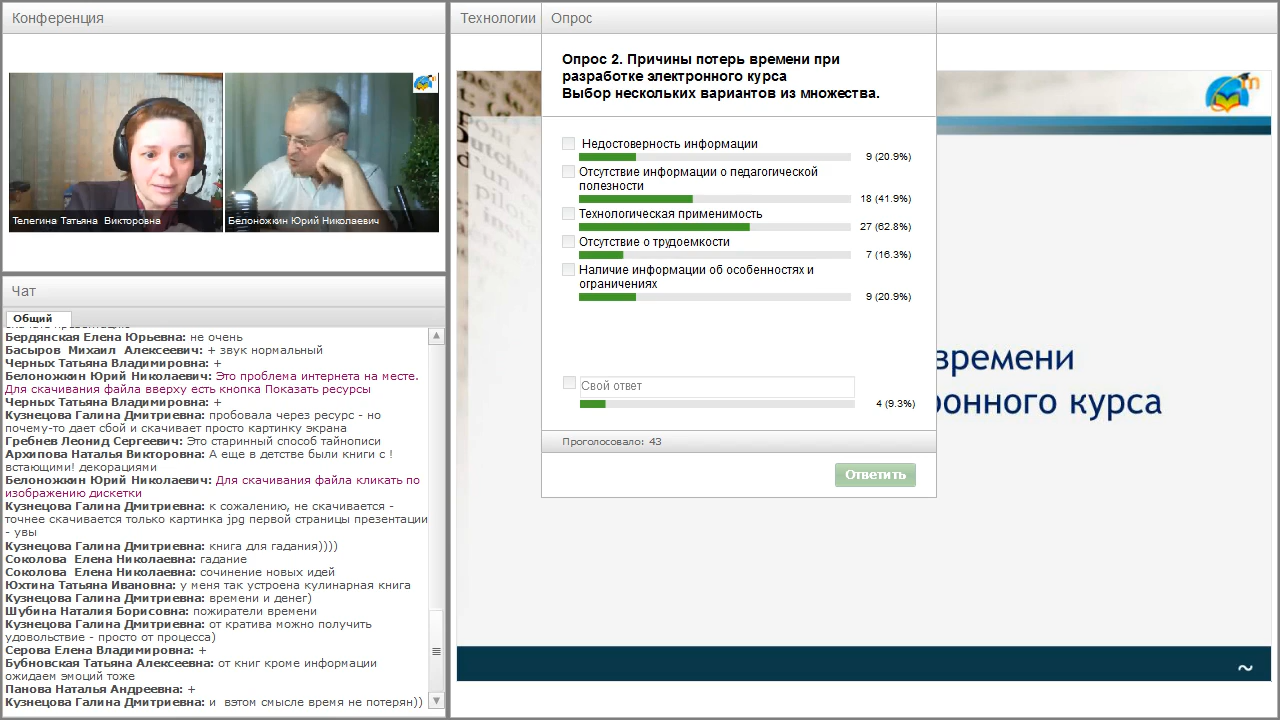 Конференция
Телегина Татьяна  Викторовна
Белоножкин Юрий Николаевич
Чат
Общий
Бердянская Елена Юрьевна: не очень
Басыров  Михаил  Алексеевич: + звук нормальный
Черных Татьяна Владимировна: +
Белоножкин Юрий Николаевич: Это проблема интернета на месте.
Для скачивания файла вверху есть кнопка Показать ресурсы
Черных Татьяна Владимировна: +
Кузнецова Галина Дмитриевна: пробовала через ресурс - но
почему-то дает сбой и скачивает просто картинку экрана
Гребнев Леонид Сергеевич: Это старинный способ тайнописи
Архипова Наталья Викторовна: А еще в детстве были книги с !
встающими! декорациями
Белоножкин Юрий Николаевич: Для скачивания файла кликать по
изображению дискетки
Кузнецова Галина Дмитриевна: к сожалению, не скачивается -
точнее скачивается только картинка jpg первой страницы презентации
- увы
Кузнецова Галина Дмитриевна: книга для гадания))))
Соколова  Елена Николаевна: гадание
Соколова  Елена Николаевна: сочинение новых идей
Юхтина Татьяна Ивановна: у меня так устроена кулинарная книга
Кузнецова Галина Дмитриевна: времени и денег)
Шубина Наталия Борисовна: пожиратели времени
Кузнецова Галина Дмитриевна: от кратива можно получить
удовольствие - просто от процесса)
Серова Елена Владимировна: +
Бубновская Татьяна Алексеевна: от книг кроме информации
ожидаем эмоций тоже
Панова Наталья Андреевна: +
Кузнецова Галина Дмитриевна: и  вэтом смысле время не потерян))
Технологии
Опрос
Опрос 2. Причины потерь времени при
разработке электронного курса
Выбор нескольких вариантов из множества.
Недостоверность информации
9 (20.9%)
Отсутствие информации о педагогической
полезности
18 (41.9%)
Технологическая применимость
27 (62.8%)
Отсутствие о трудоемкости
7 (16.3%)
Наличие информации об особенностях и
ограничениях
9 (20.9%)
Свой ответ
4 (9.3%)
Проголосовало: 43
Ответить
времени
онного курса
~